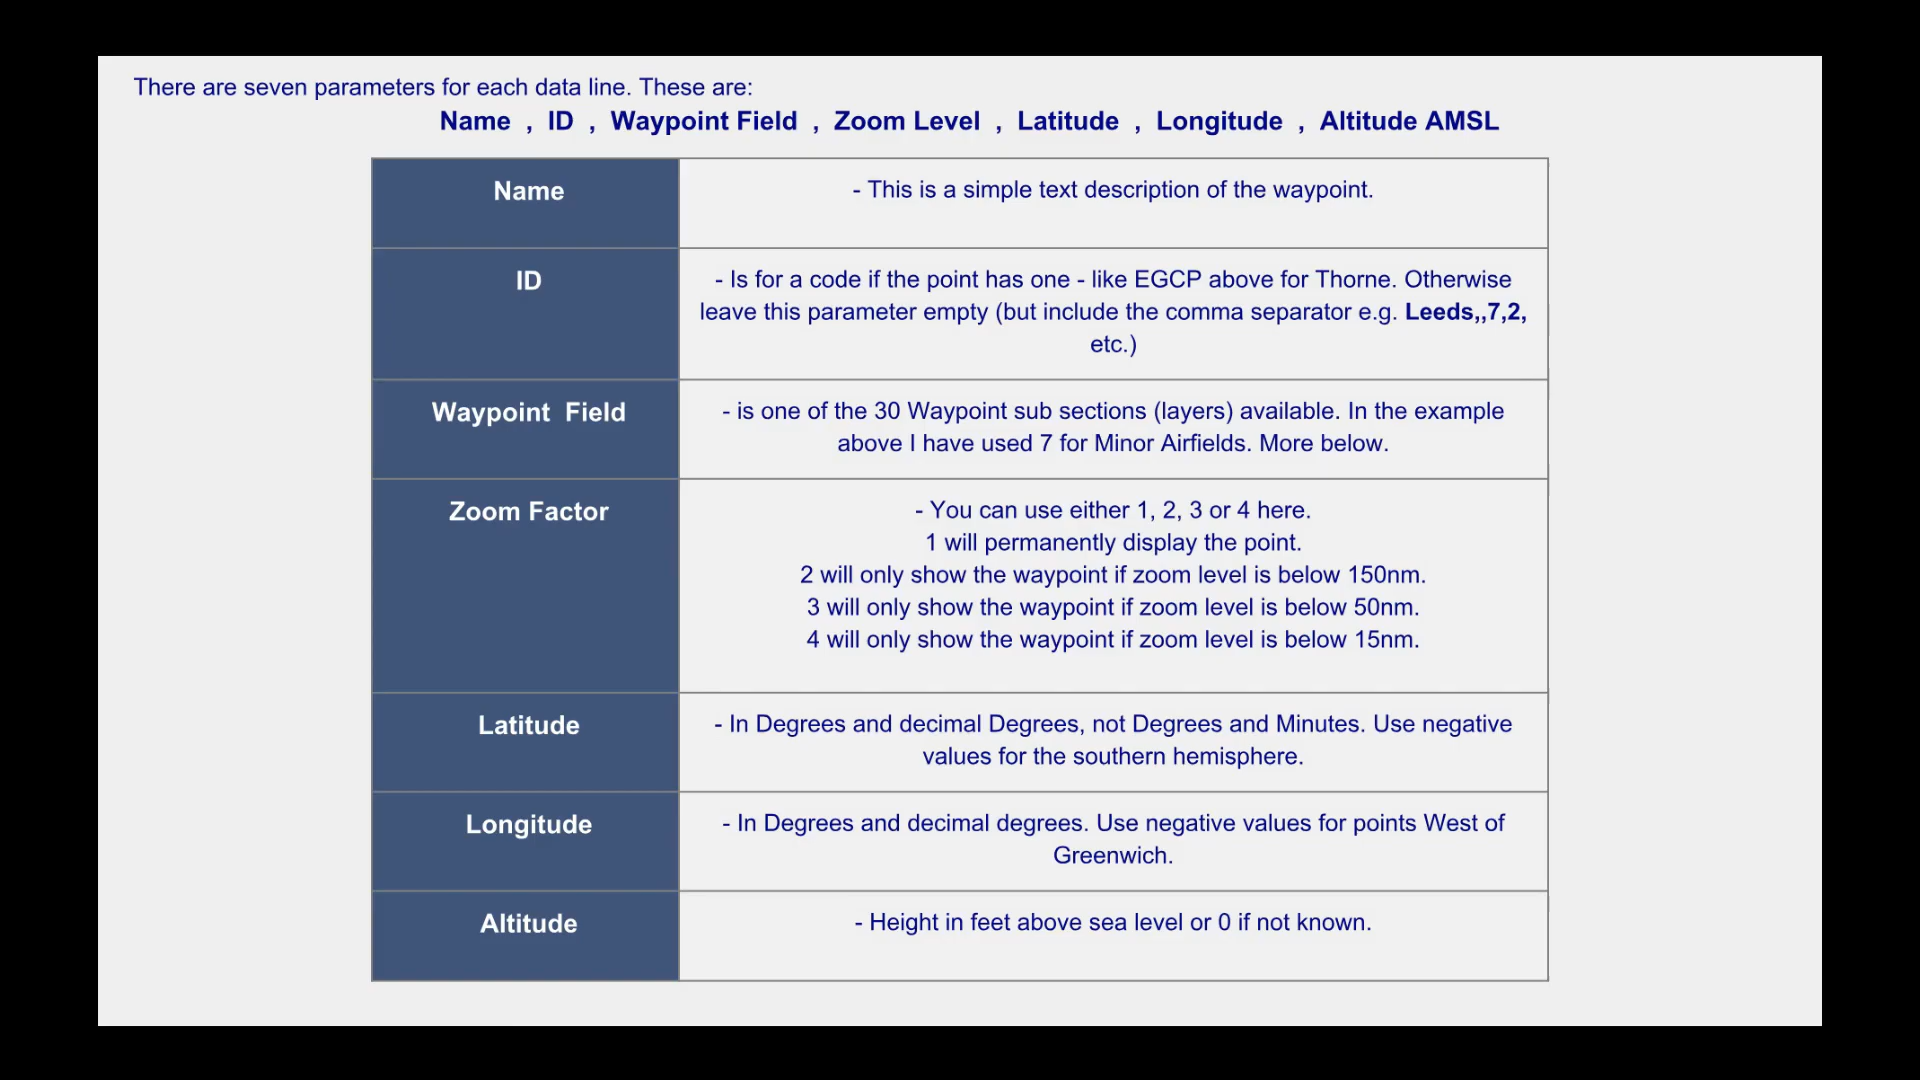 There are seven parameters for each data line. These are:
Name , ID , Waypoint Field , Zoom Level , Latitude , Longitude , Altitude AMSL
Name
- This is a simple text description of the waypoint.
ID
- Is for a code if the point has one - like EGCP above for Thorne. Otherwise
leave this parameter empty (but include the comma separator e.g. Leeds,,7,2,
etc.)
Waypoint Field
- is one of the 30 Waypoint sub sections (layers) available. In the example
above I have used 7 for Minor Airfields. More below.
Zoom Factor
- You can use either 1, 2, 3 or 4 here.
1 will permanently display the point.
2 will only show the waypoint if zoom level is below 150nm.
3 will only show the waypoint if zoom level is below 50nm.
4 will only show the waypoint if zoom level is below 15nm.
Latitude
- In Degrees and decimal Degrees, not Degrees and Minutes. Use negative
values for the southern hemisphere.
Longitude
- In Degrees and decimal degrees. Use negative values for points West of
Greenwich.
Altitude
- Height in feet above sea level or 0 if not known.